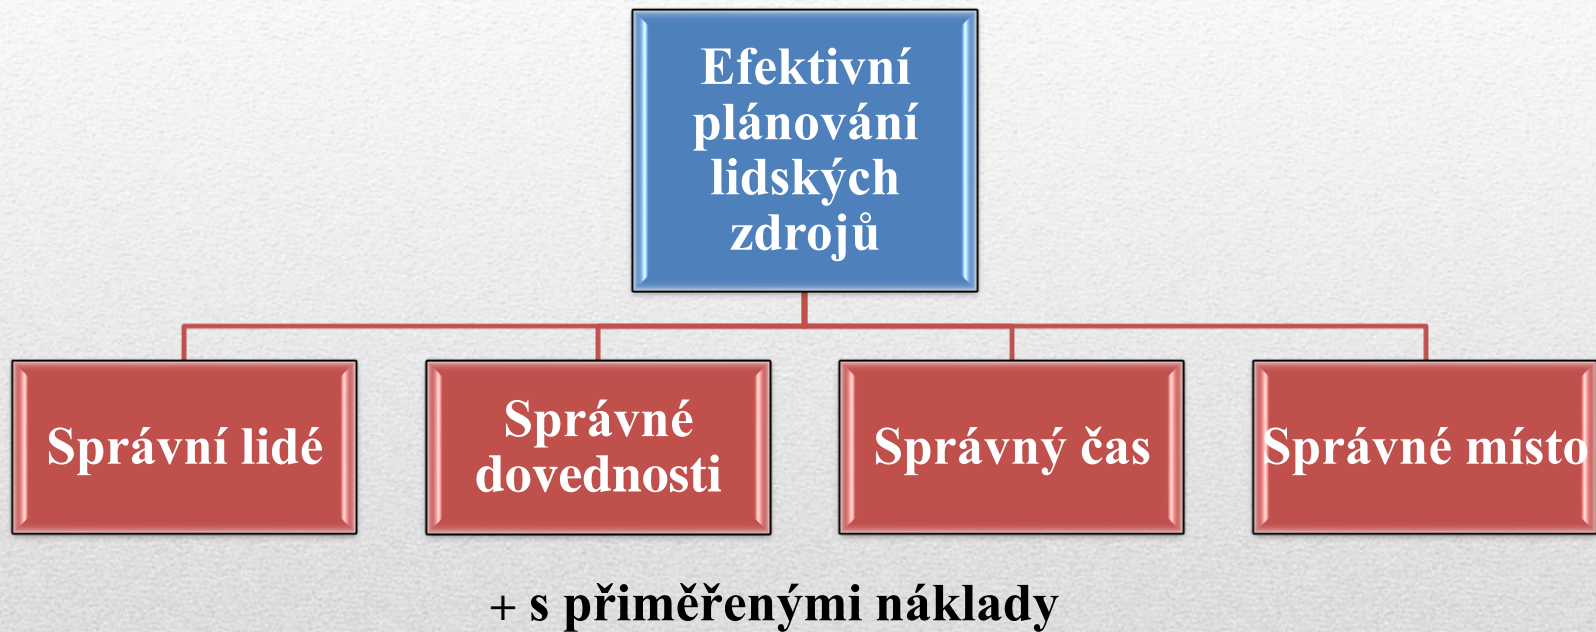 Efektivní
plánování
lidských
zdrojů
Správní lidé
Správné
dovednosti
Správný čas
Správné místo
+ s přiměřenými náklady